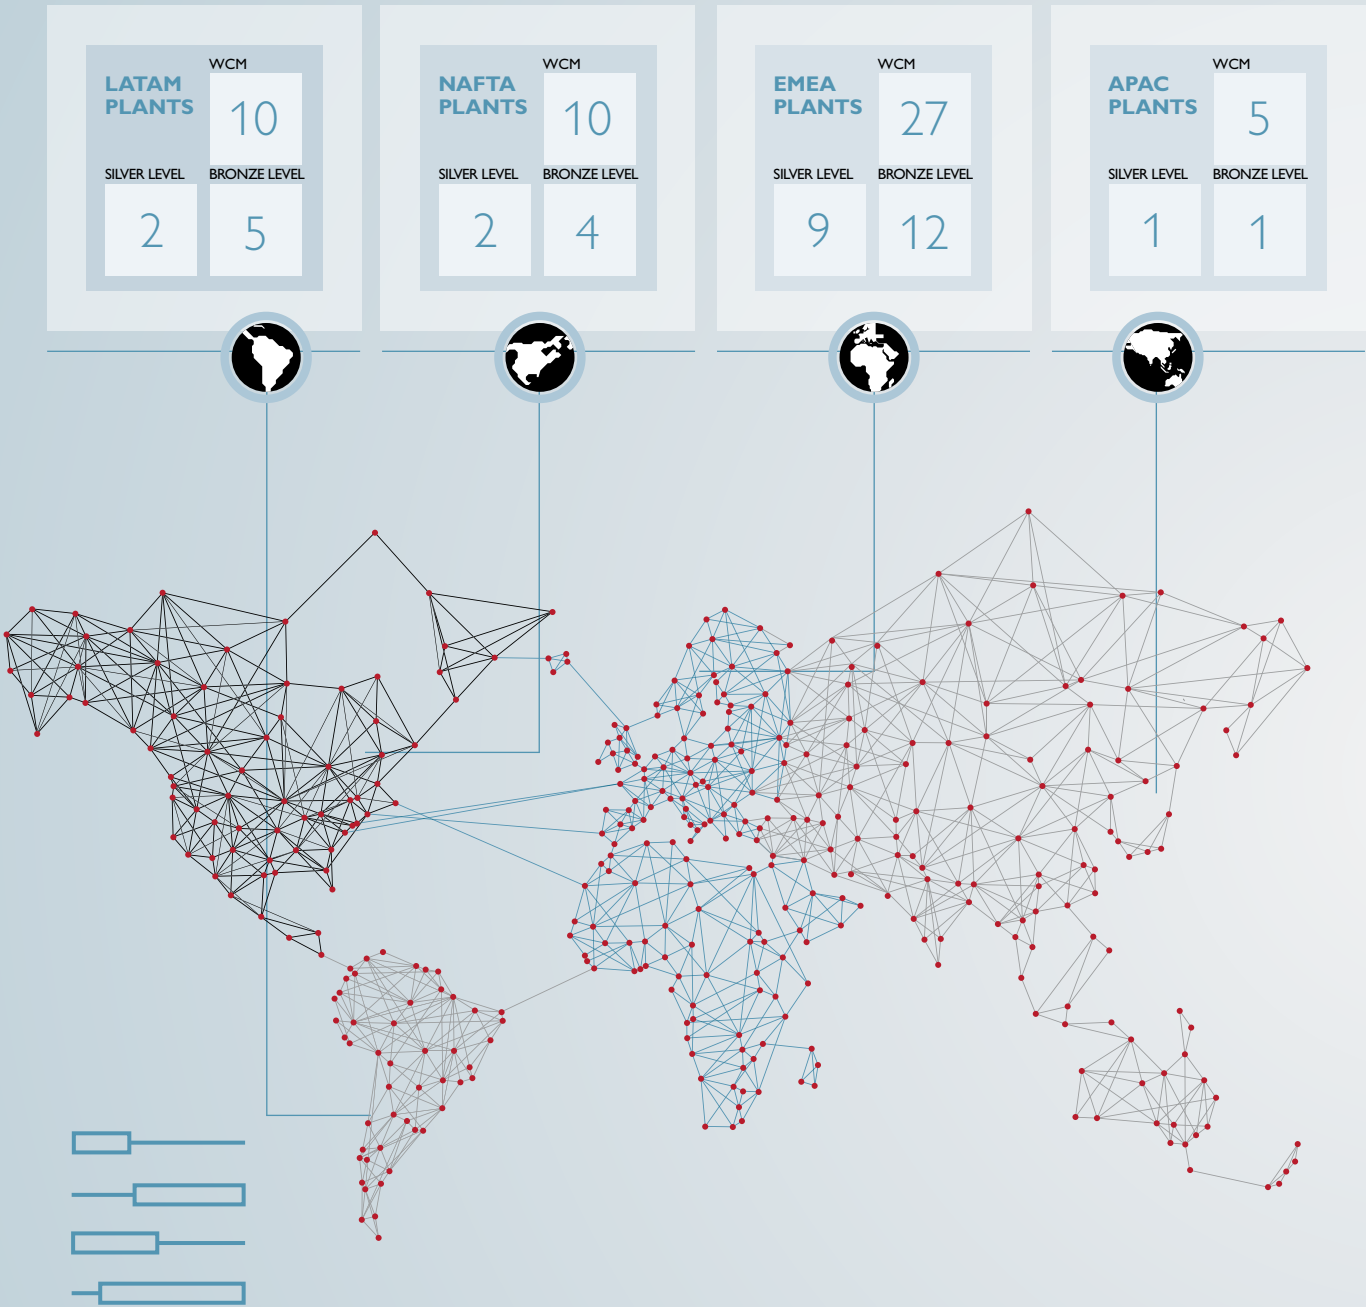 WCM
LATAM
PLANTS
10
SILVER LEVEL
BRONZE LEVEL
2
5
WCM
NAFTA
PLANTS
10
SILVER LEVEL
BRONZE LEVEL
2
4
WCM
EMEA
PLANTS
27
SILVER LEVEL
BRONZE LEVEL
9
12
WCM
APAC
PLANTS
5
SILVER LEVEL
BRONZE LEVEL
1
1